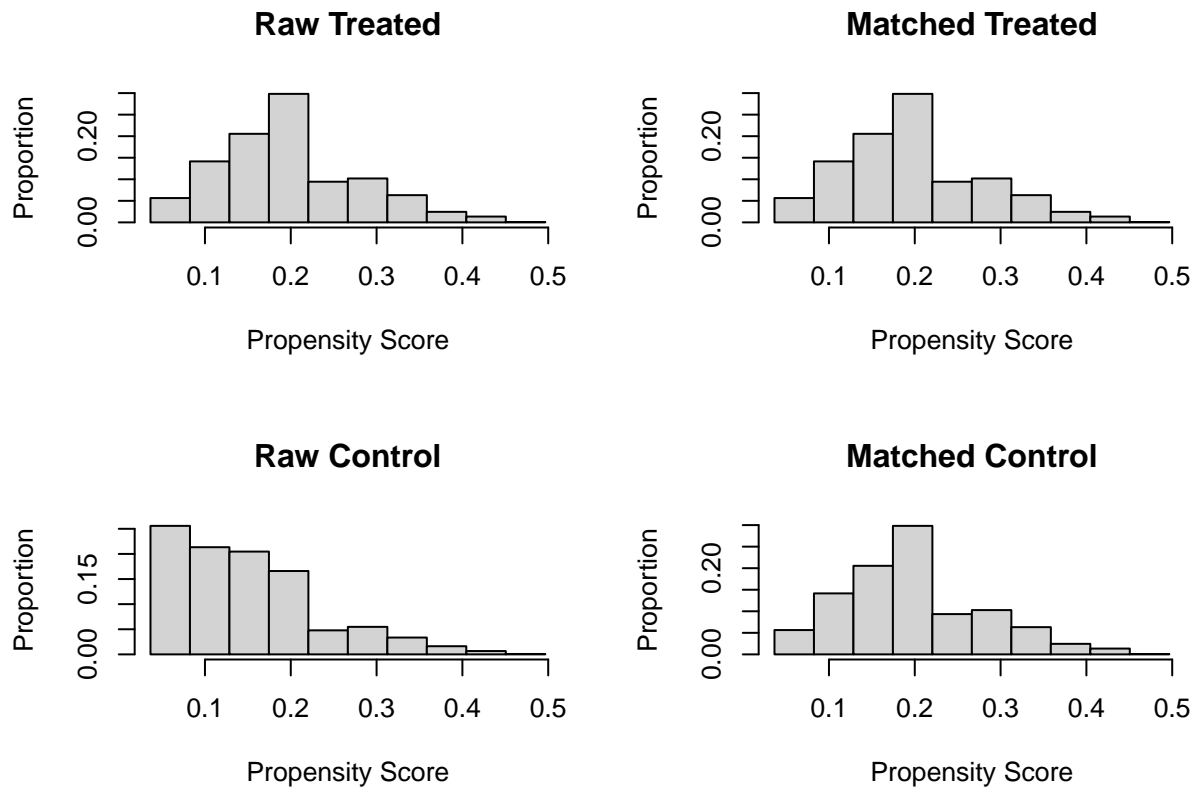 Raw Treated
Proportion
0.00 0.20
0.1 0.2 0.3 0.4 0.5
Propensity Score
Matched Treated
Proportion
0.00 0.20
0.1 0.2 0.3 0.4 0.5
Propensity Score
Raw Control
Proportion
0.00 0.15
0.1 0.2 0.3 0.4 0.5
Propensity Score
Matched Control
Proportion
0.00 0.20
0.1 0.2 0.3 0.4 0.5
Propensity Score